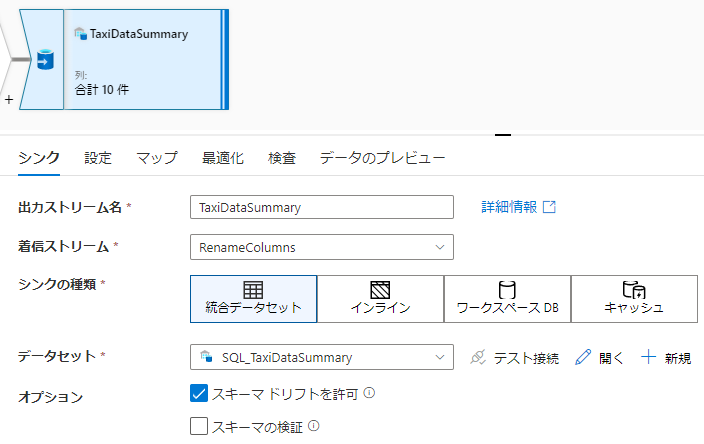 TaxiDataSummary
列:
合計 10 件
+
シンク 設定 マップ 最適化 検査 データのプレビュー
出力ストリーム名 * TaxiDataSummary 詳細情報
着信ストリーム * RenameColumns
シンクの種類 * 統合データセット インライン ワークスペース DB キャッシュ
データセット * SQL_TaxiDataSummary テスト接続 開く 新規
オプション スキーマ ドリフトを許可
スキーマの検証